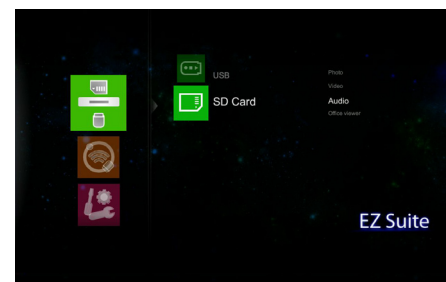 USB
SD Card
Photo
Video
Audio
Office viewer
EZ Suite